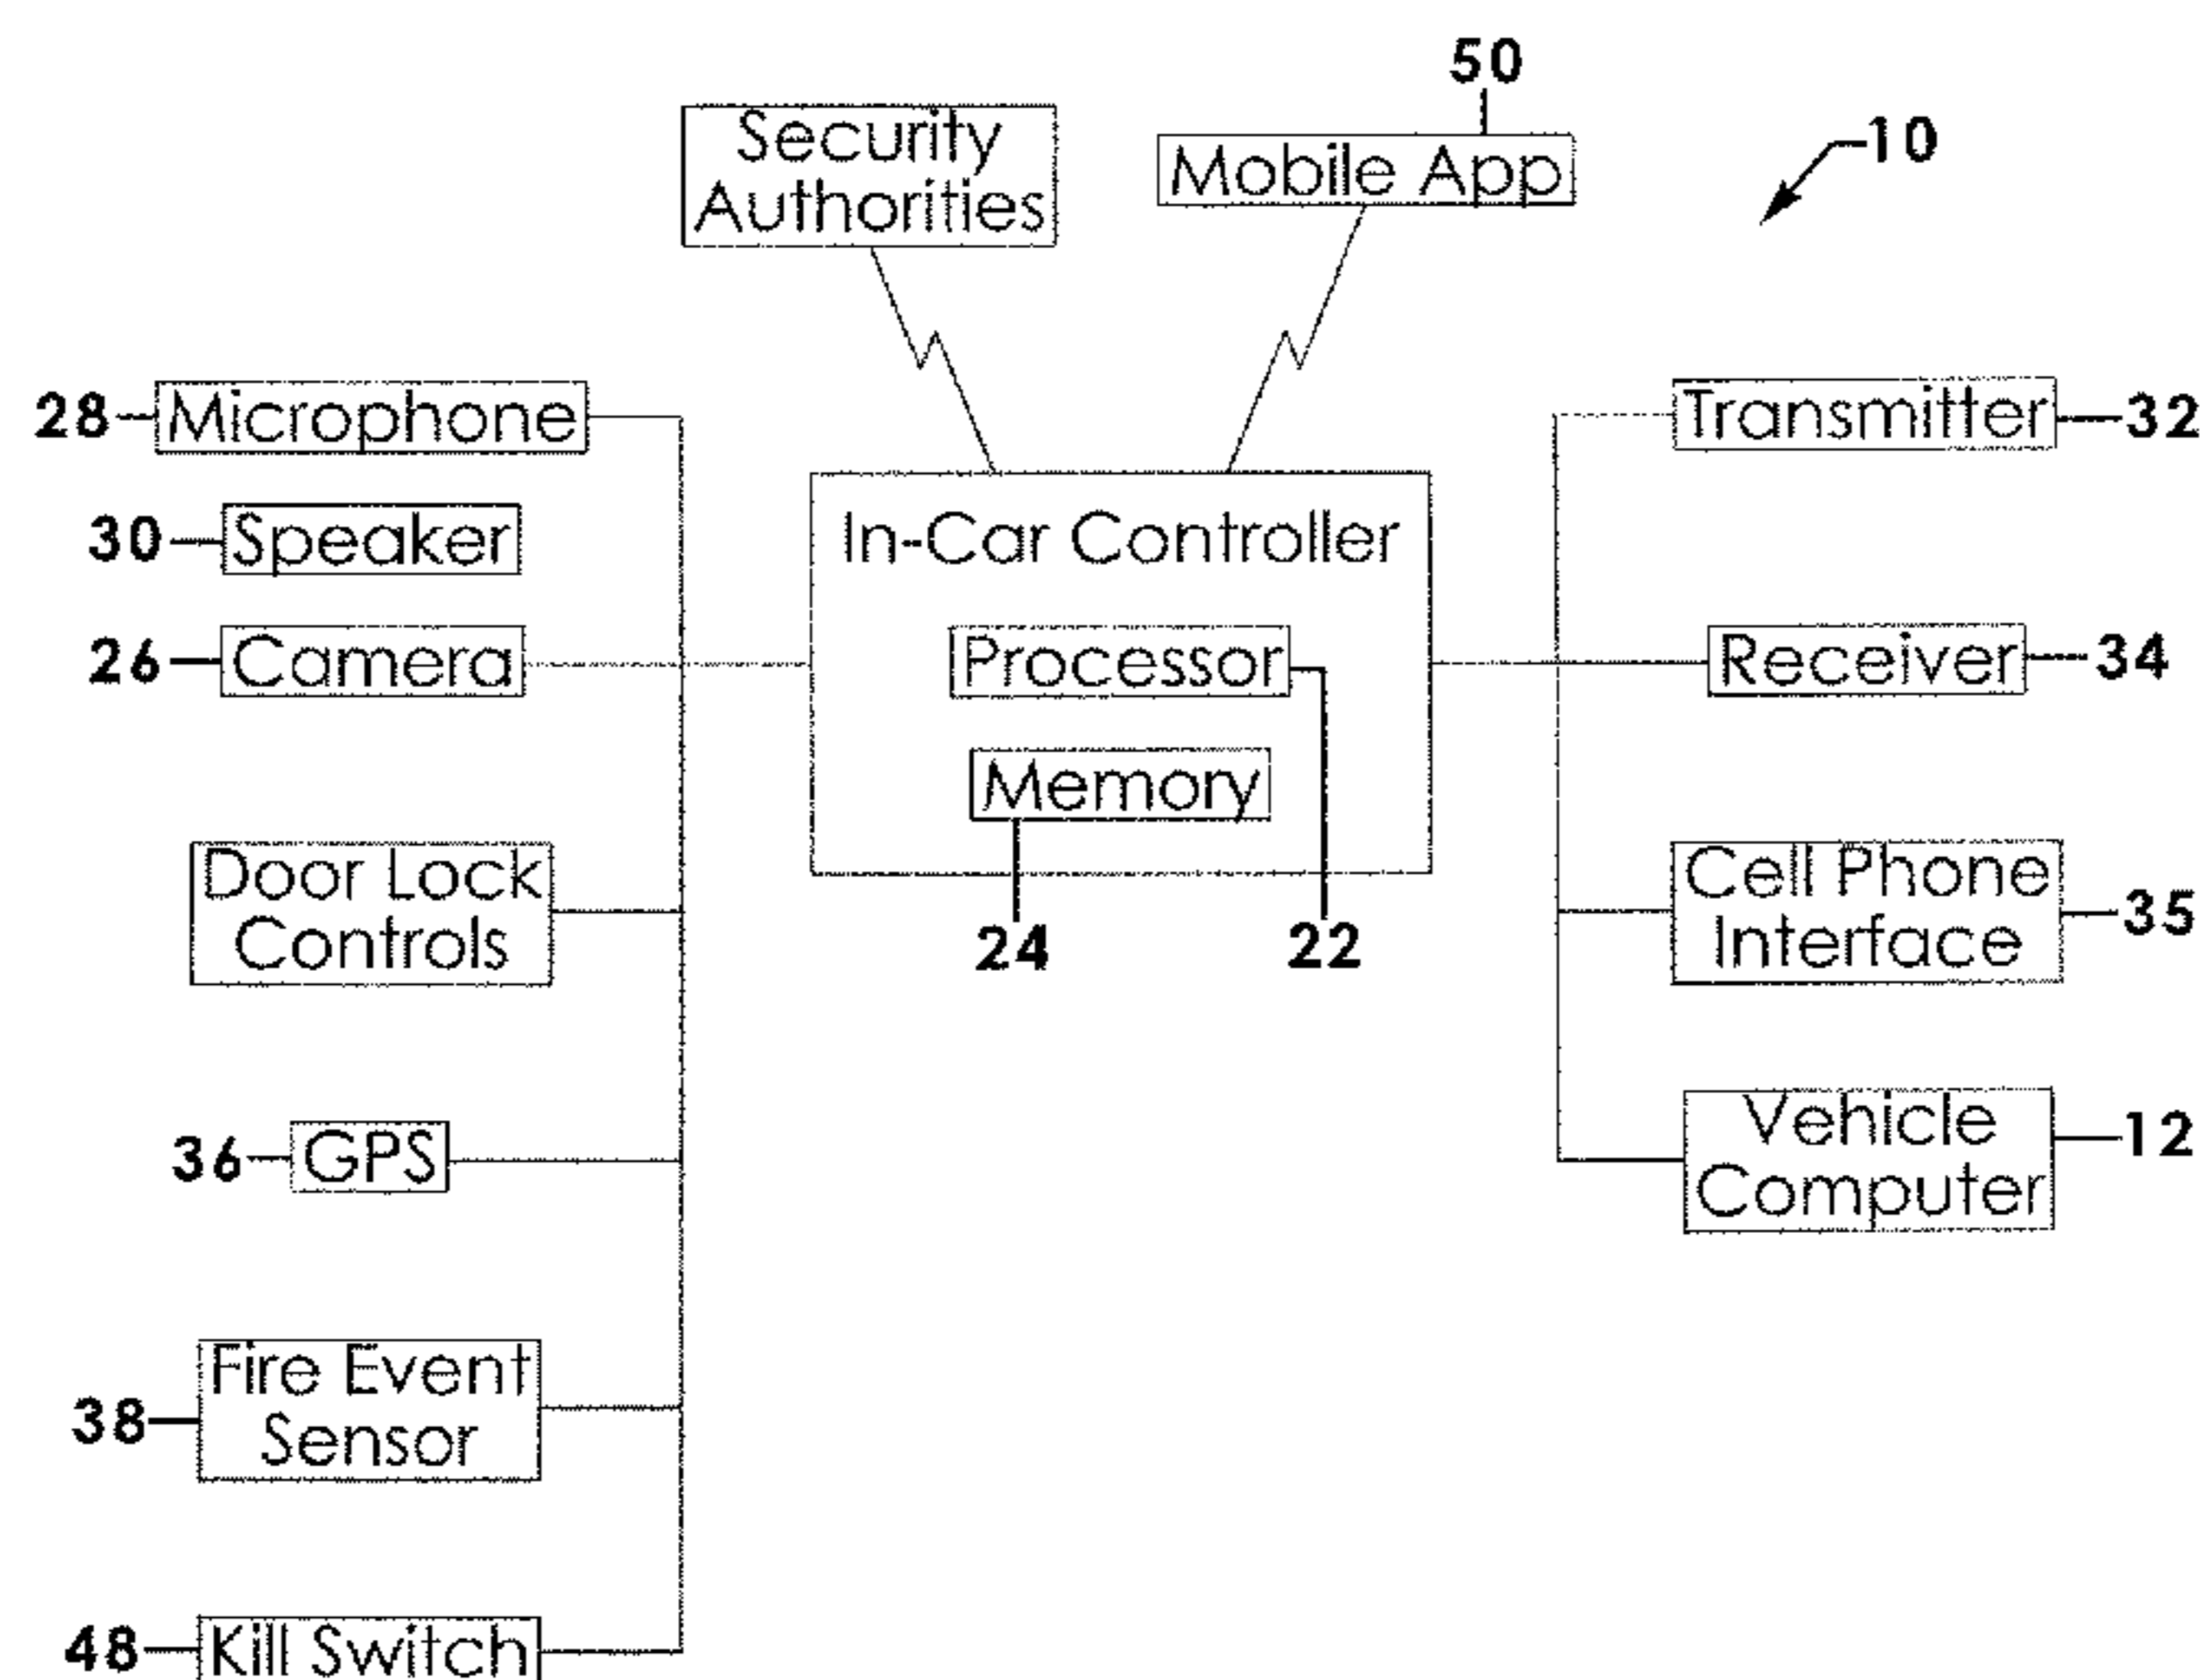 50
Security
Authorities
Mobile App
10
28
Microphone
Transmitter
32
In-Car Controller
30
Speaker
26
Camera
Processor
Receiver
34
Memory
Door Lock
Controls
24
22
Cell Phone
Interface
35
36
GPS
Vehicle
Computer
12
38
Fire Event
Sensor
48
Kill Switch